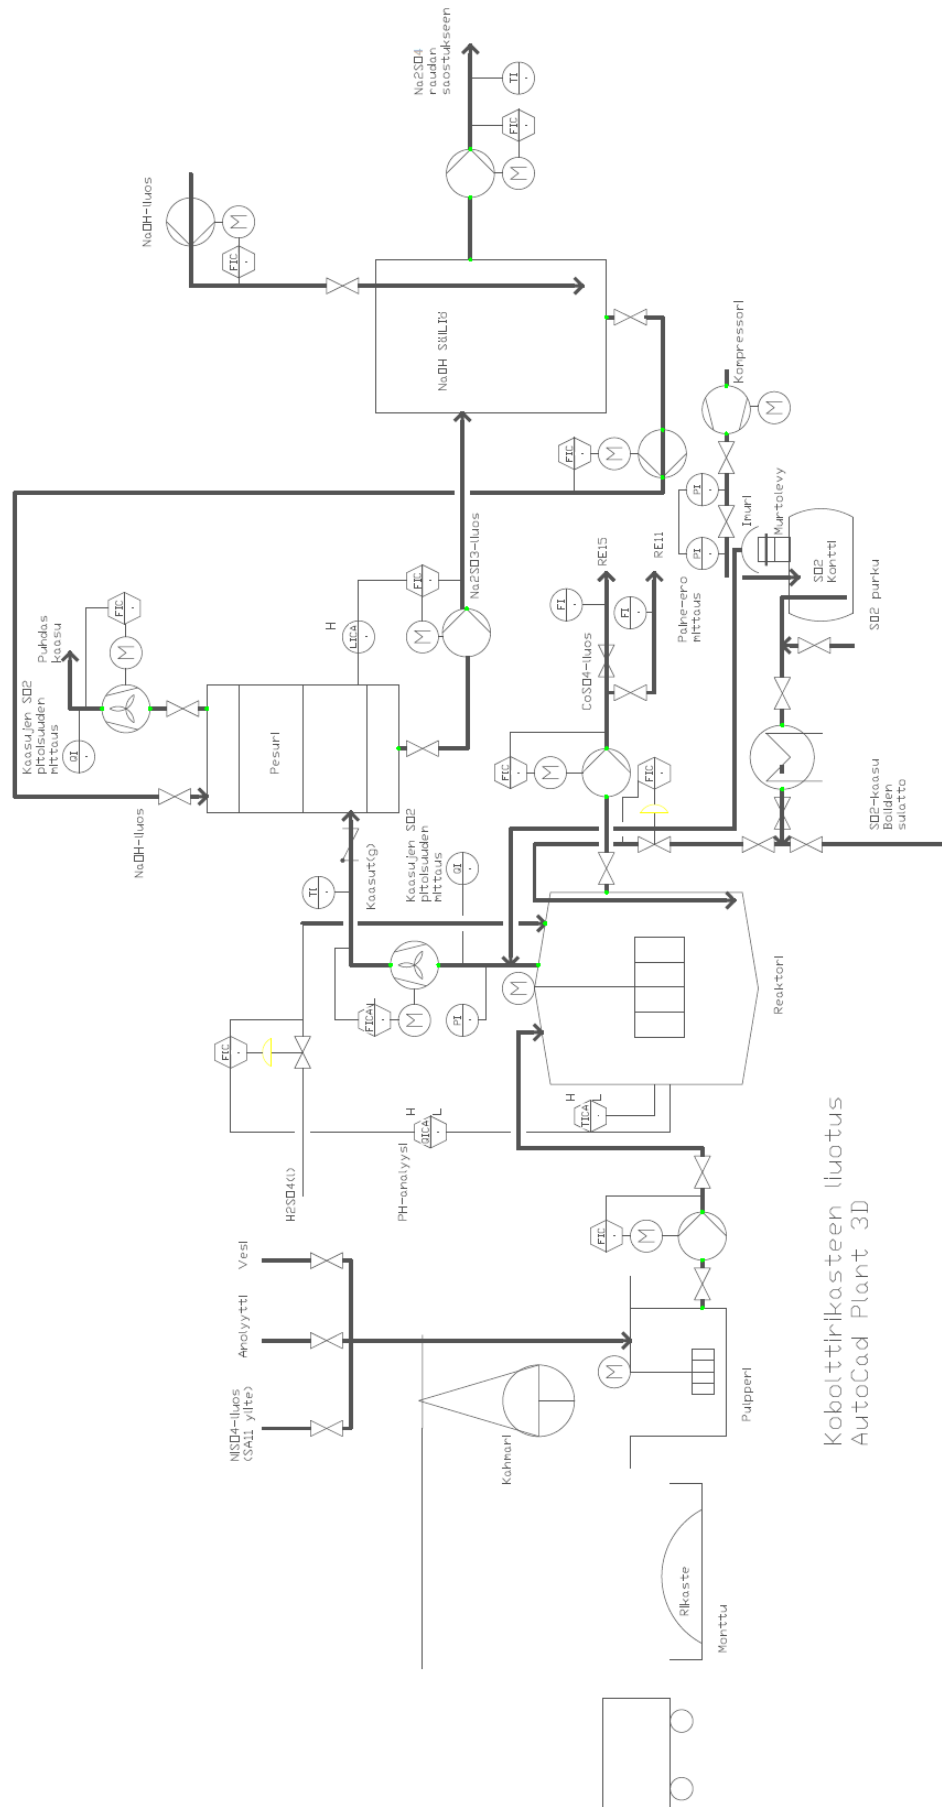 Kaasujen SO2
pitoisuuden
mittaus
Puhdas
kaasu
QI
FIC
M
NaOH-liuos
NaOH-liuos
M
FIC
NiSO4-liuos
(SA11 ylite)
Anolyytti
Vesi
H2SO4(l)
FIC
Pesuri
TI
Kaasut(g)
H
LICA
FICA
M
Kaasujen SO2
pitoisuuden
mittaus
FIC
M
Na2SO3-liuos
Na2SO4
raudan
saostukseen
FIC
TI
M
PH-analyysi
QICA
H
L
PI
QI
NaOH SäiLiö
Kahmari
M
TICA
H
L
M
FIC
M
CoSO4-liuos
FI
RE15
FIC
M
FIC
M
FI
RE11
FIC
Rikaste
Monttu
Pulpperi
Reaktori
Paine-ero
mittaus
PI
PI
Kompressori
M
Imuri
Murtolevy
SO2
Kontti
SO2 purku
SO2-kaasu
Boliden
sulatto
Kobolttirikasteen liuotus
AutoCad Plant 3D